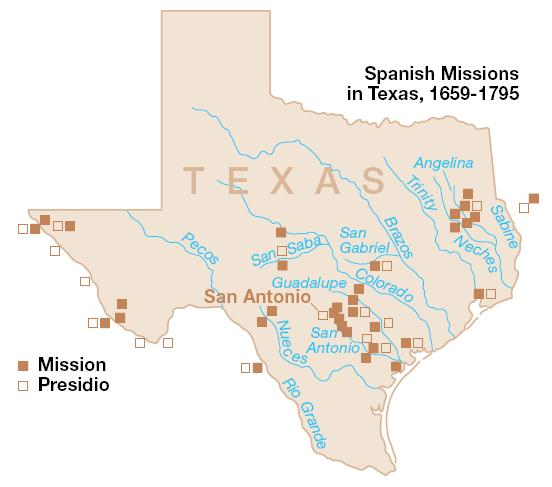 Spanish Missions
in Texas, 1659-1795
TEXAS
Angelina
Trinity
Sabine
Neches
Brazos
San
Gabriel
San Saba
Pecos
Colorado
Guadalupe
San Antonio
San
Antonio
Nueces
Rio Grande
Mission
Presidio